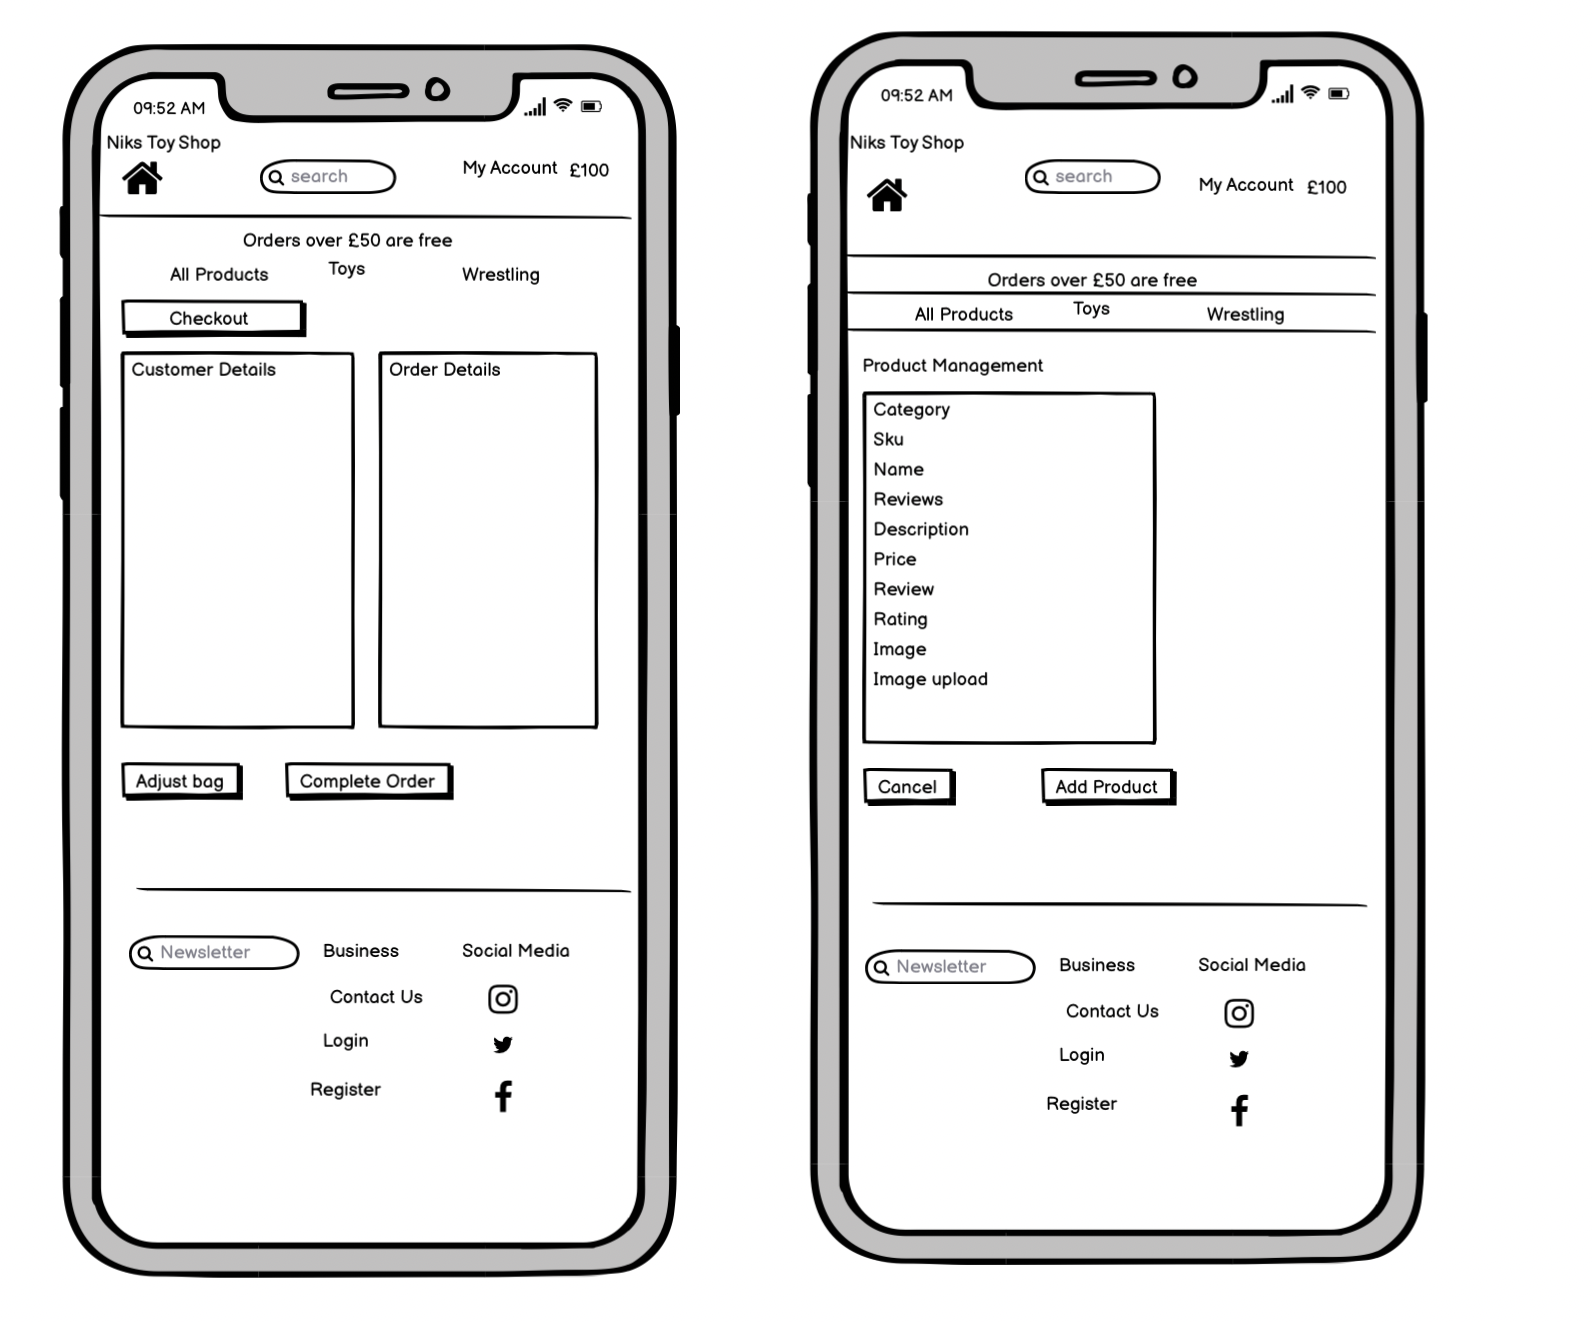 09:52 AM
Niks Toy Shop
search
My Account £100
Orders over £50 are free
All Products Toys Wrestling
Checkout
Customer Details
Order Details
Adjust bag
Complete Order
Newsletter
Business
Social Media
Contact Us
Login
Register
09:52 AM
Niks Toy Shop
search
My Account £100
Orders over £50 are free
All Products Toys Wrestling
Product Management
Category
Sku
Name
Reviews
Description
Price
Review
Rating
Image
Image upload
Cancel
Add Product
Newsletter
Business
Social Media
Contact Us
Login
Register